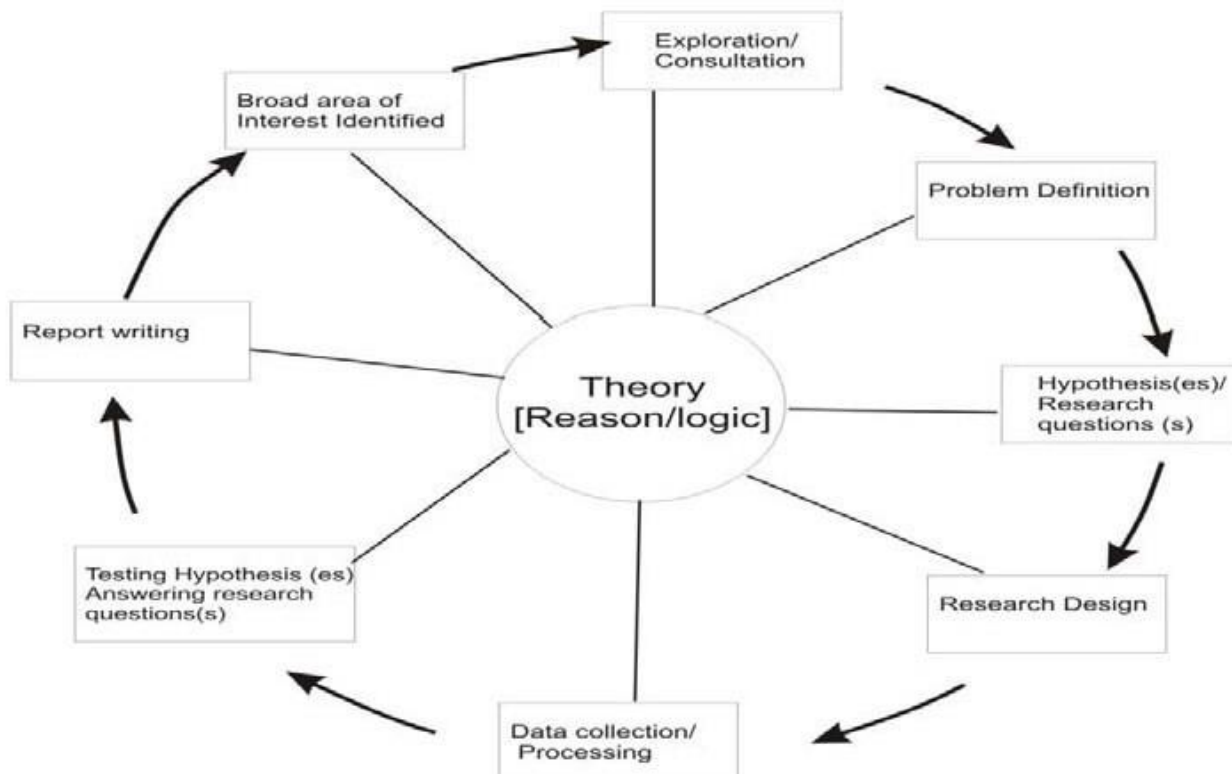 Exploration/
Consultation
Broad area of
Interest Identified
Problem Definition
Report writing
Theory
[Reason/logic]
Hypothesis(es)/
Research
questions (s)
Testing Hypothesis (es)
Answering research
questions(s)
Research Design
Data collection/
Processing